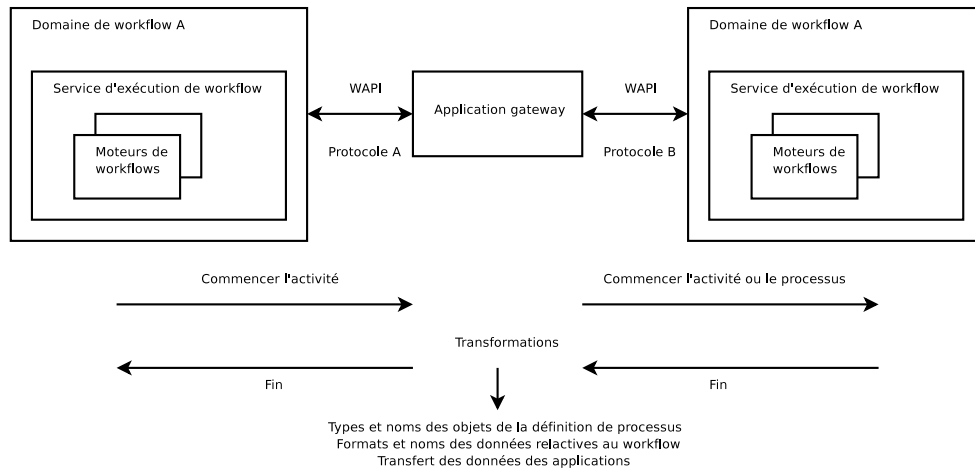 Domaine de workflow A
Service d'exécution de workflow
Moteurs de
workflows
WAPI
Protocole A
Application gateway
WAPI
Protocole B
Domaine de workflow A
Service d'exécution de workflow
Moteurs de
workflows
Commencer l'activité
Commencer l'activité ou le processus
Transformations
Fin
Fin
Types et noms des objets de la définition de processus
Formats et noms des données relactives au workflow
Transfert des données des applications